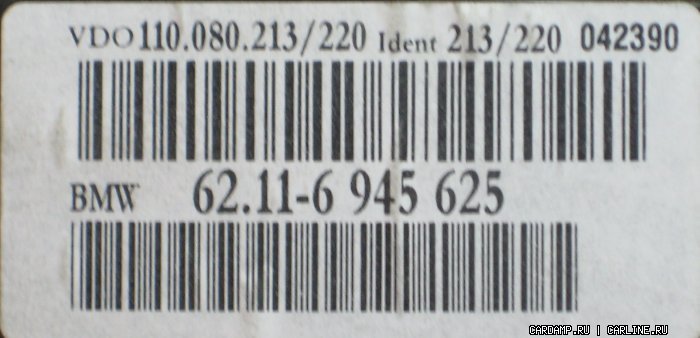 VDO 110.080.213/220 Ident 213/220 042390
BMW 62.11-6 945 625
CARDAMP.RU | CARLINE.RU